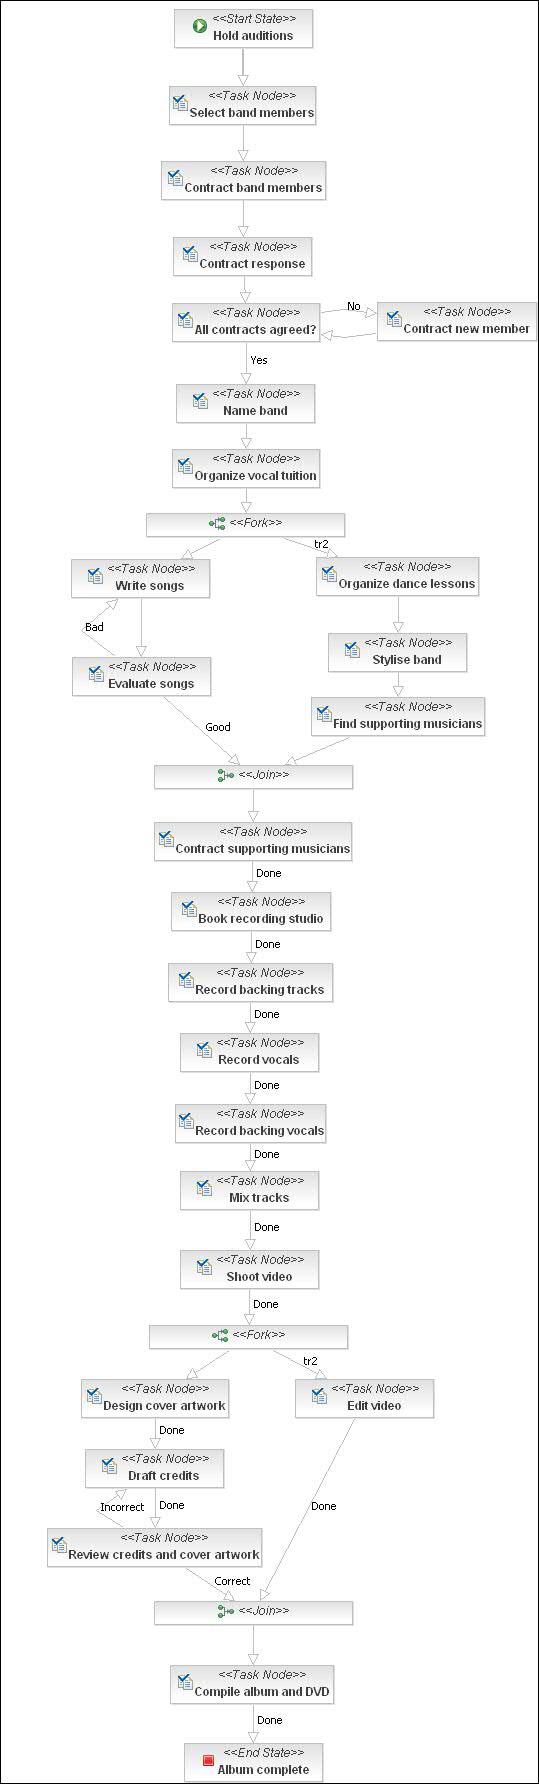 <<Start State>>
Hold auditions
<<Task Node>>
Select band members
<<Task Node>>
Contract band members
<<Task Node>>
Contract response
<<Task Node>>
All contracts agreed?
No
<<Task Node>>
Contract new member
Yes
<<Task Node>>
Name band
<<Task Node>>
Organize vocal tuition
<<Fork>>
tr2
<<Task Node>>
Write songs
<<Task Node>>
Organize dance lessons
Bad
<<Task Node>>
Stylise band
<<Task Node>>
Evaluate songs
<<Task Node>>
Find supporting musicians
Good
<<Join>>
<<Task Node>>
Contract supporting musicians
Done
<<Task Node>>
Book recording studio
Done
<<Task Node>>
Record backing tracks
Done
<<Task Node>>
Record vocals
Done
<<Task Node>>
Record backing vocals
Done
<<Task Node>>
Mix tracks
Done
<<Task Node>>
Shoot video
Done
<<Fork>>
tr2
<<Task Node>>
Design cover artwork
<<Task Node>>
Edit video
Done
<<Task Node>>
Draft credits
Incorrect
Done
Done
<<Task Node>>
Review credits and cover artwork
Correct
<<Join>>
<<Task Node>>
Compile album and DVD
Done
<<End State>>
Album complete